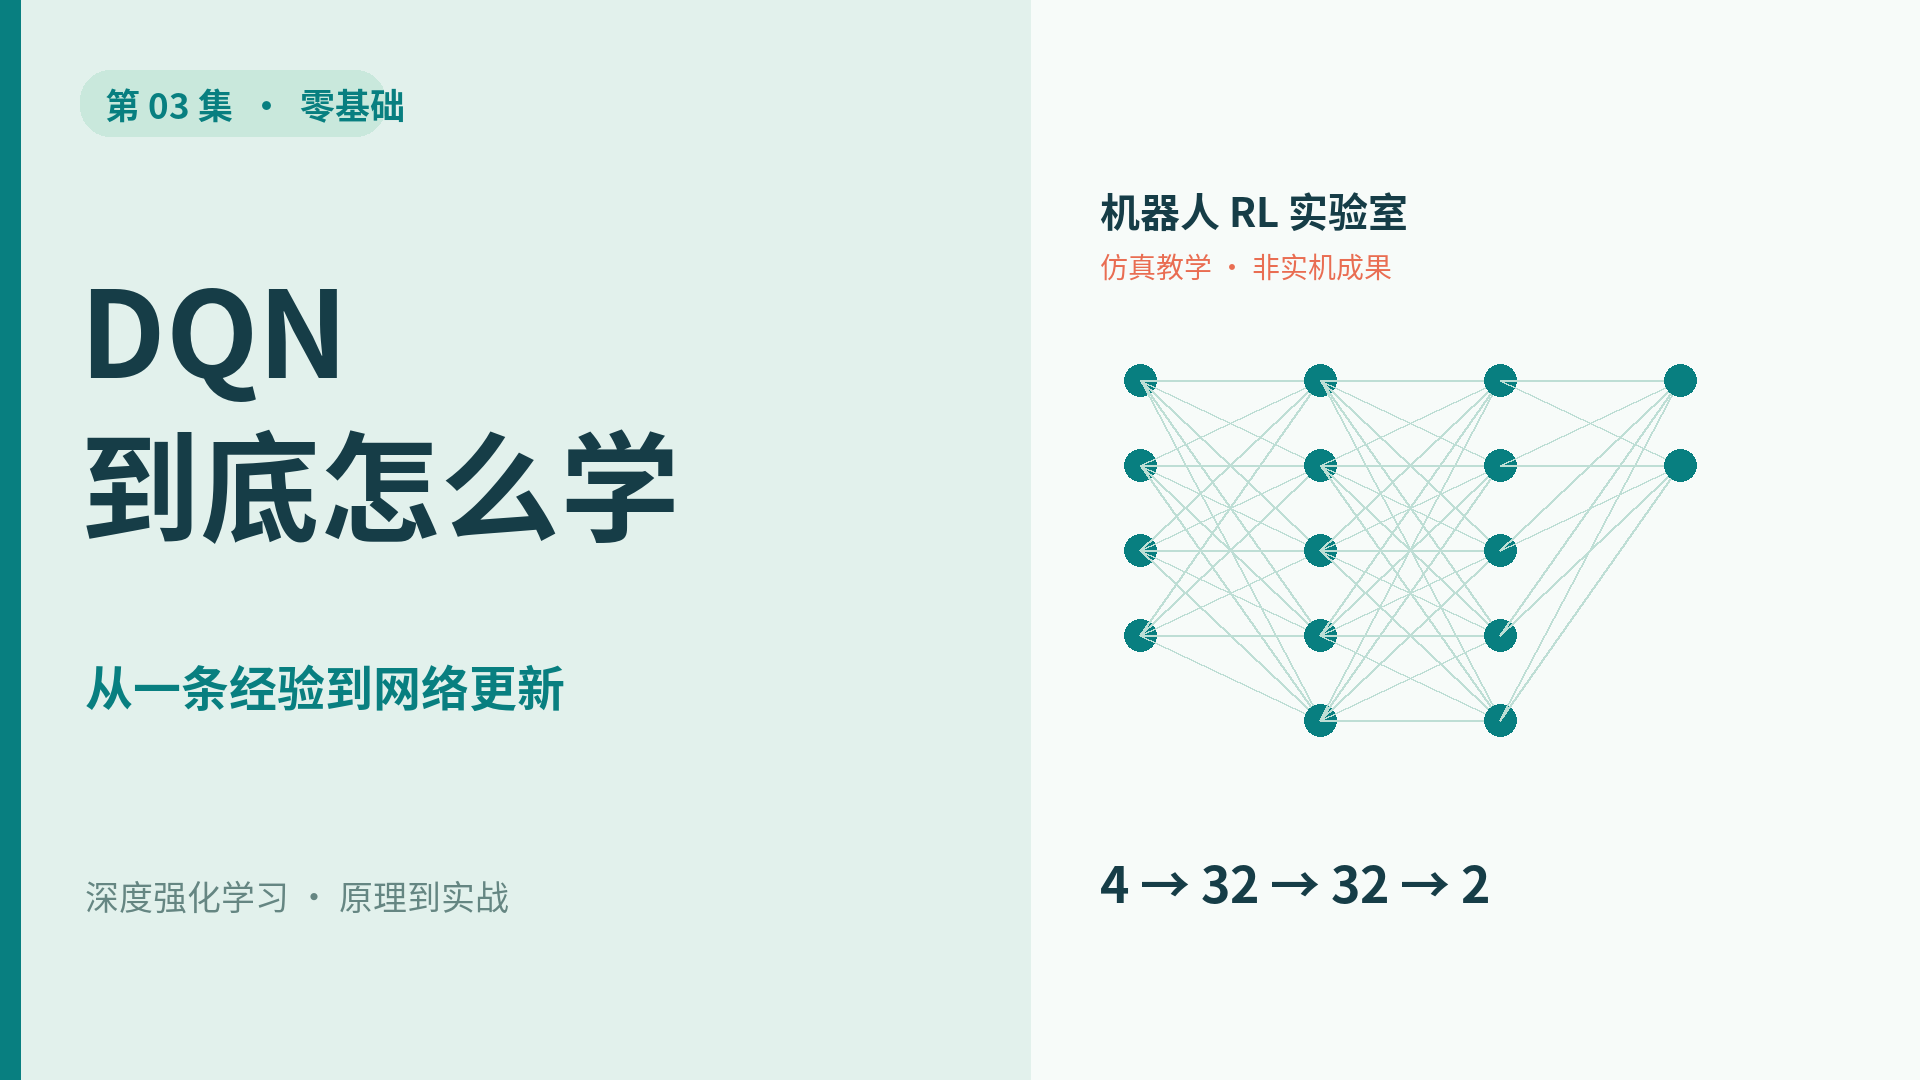 第 03 集 · 零基础
DQN
到底怎么学
从一条经验到网络更新
深度强化学习 · 原理到实战
机器人 RL 实验室
仿真教学 · 非实机成果
4 → 32 → 32 → 2